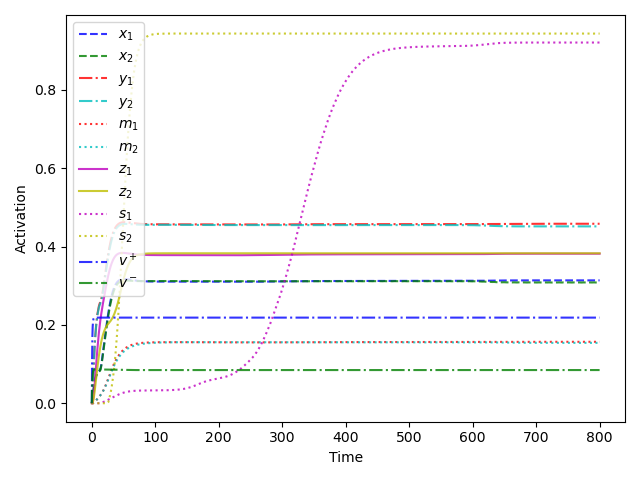 x₁
x₂
y₁
y₂
m₁
m₂
z₁
z₂
s₁
s₂
v⁺
v⁻
Activation
0.8
0.6
0.4
0.2
0.0
0 100 200 300 400 500 600 700 800
Time